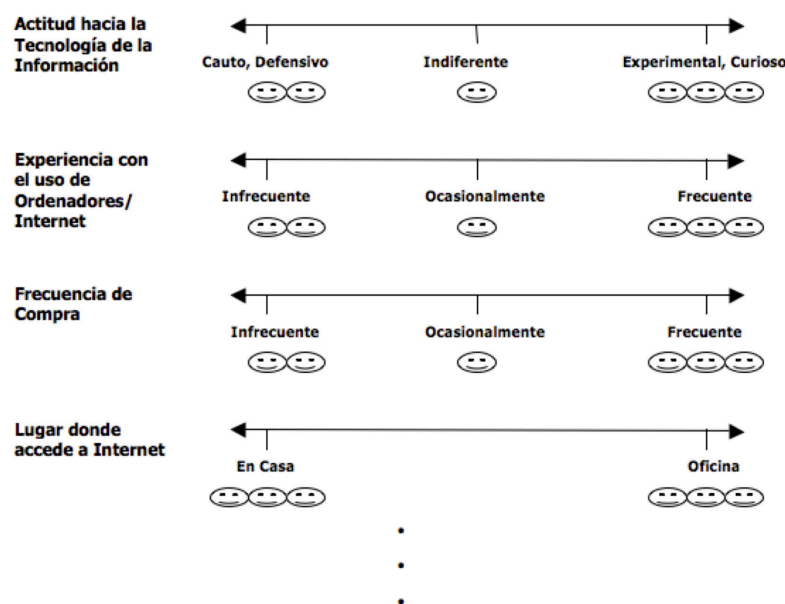 Actitud hacia la
Tecnología de la
Información
Cauto, Defensivo
Indiferente
Experimental, Curioso
Experiencia con
el uso de
Ordenadores/
Internet
Infrecuente
Ocasionalmente
Frecuente
Frecuencia de
Compra
Infrecuente
Ocasionalmente
Frecuente
Lugar donde
accede a Internet
En Casa
Oficina